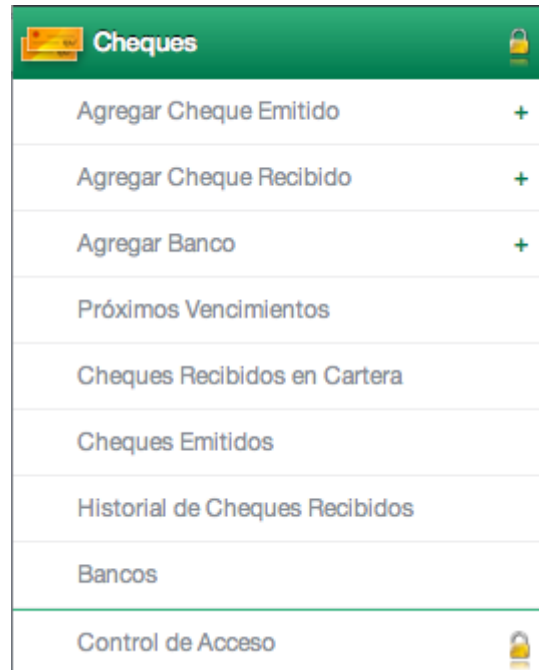 Cheques
Agregar Cheque Emitido +
Agregar Cheque Recibido +
Agregar Banco +
Próximos Vencimientos
Cheques Recibidos en Cartera
Cheques Emitidos
Historial de Cheques Recibidos
Bancos
Control de Acceso